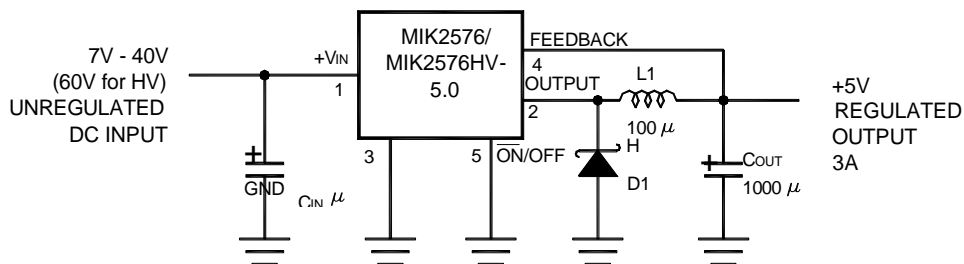 7V - 40V
(60V for HV)
UNREGULATED
DC INPUT
+VIN
1
MIK2576/
MIK2576HV-
5.0
FEEDBACK
4
OUTPUT
2
L1
100 μ
H
+5V
REGULATED
OUTPUT
3A
3
5
ON/OFF
D1
+
GND
CIN μ
+
COUT
1000 μ